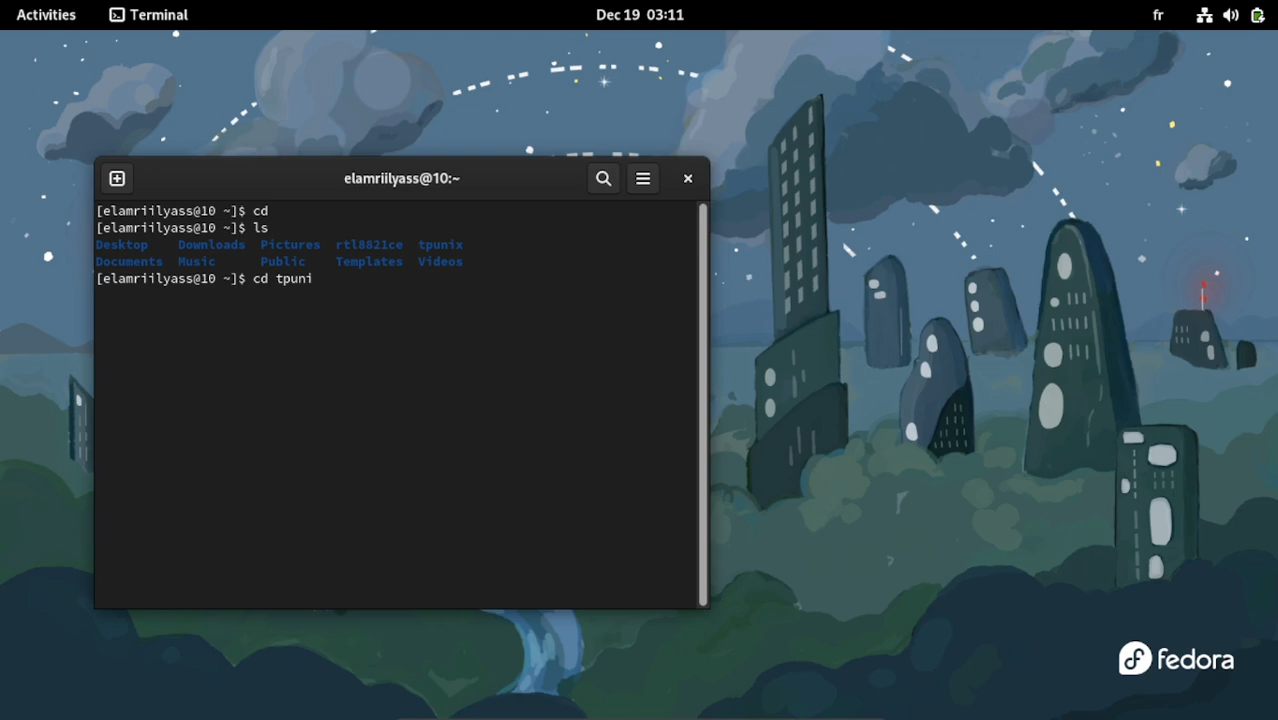 Activities Terminal Dec 19 03:11 fr
elamriilyass@10:~
[elamriilyass@10 ~]$ cd
[elamriilyass@10 ~]$ ls
Desktop Downloads Pictures rtl8821ce tpunix
Documents Music Public Templates Videos
[elamriilyass@10 ~]$ cd tpuni
fedora